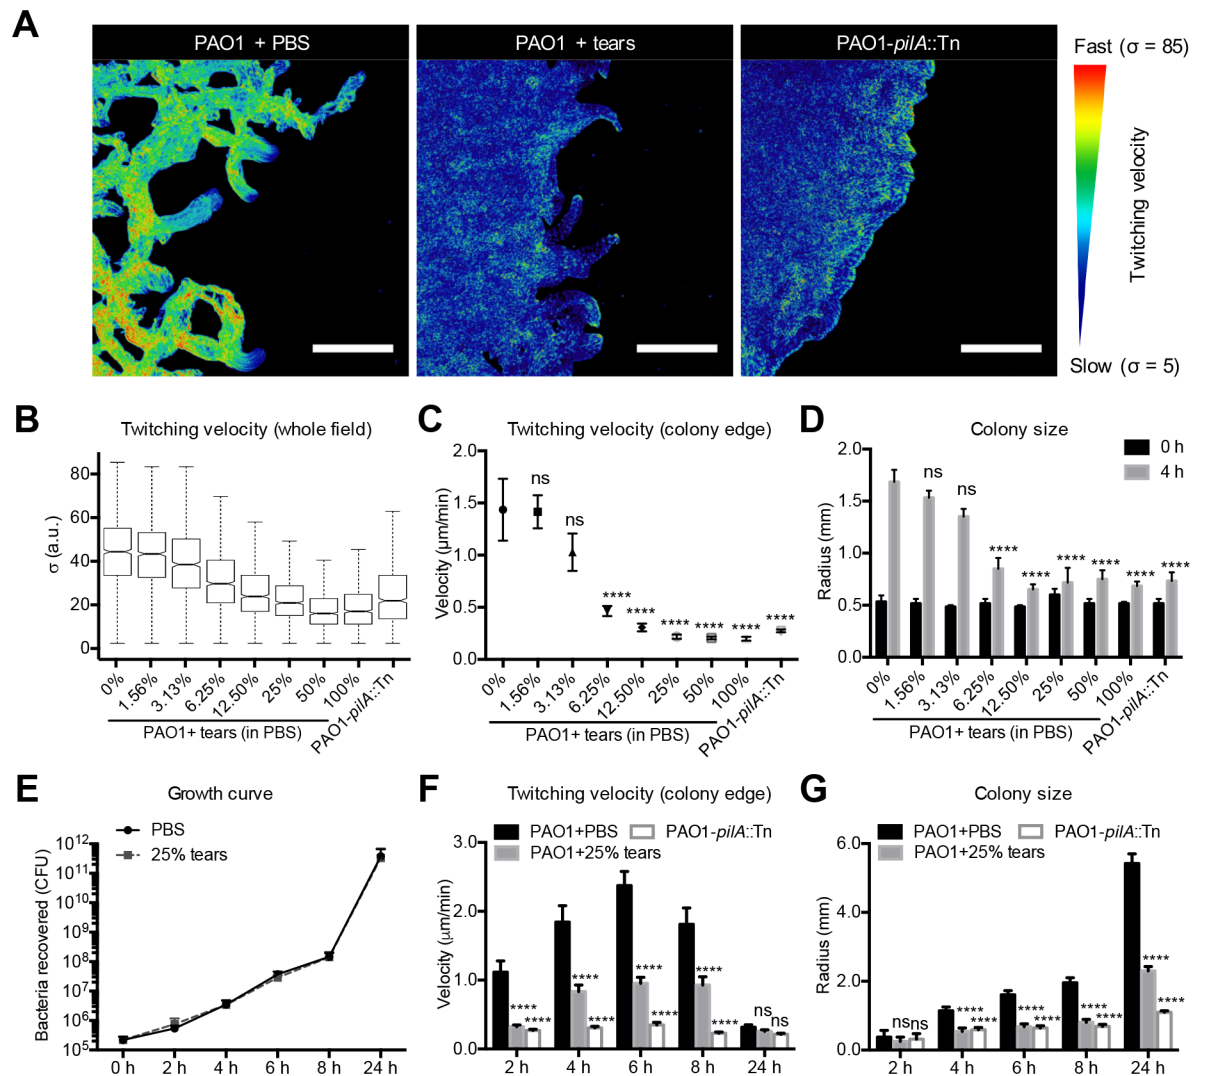 A
PAO1 + PBS
PAO1 + tears
PAO1-pilA::Tn
Fast (σ = 85)
Twitching velocity
Slow (σ = 5)
B
Twitching velocity (whole field)
σ (a.u.)
80
60
40
20
0
0%
1.56%
3.13%
6.25%
12.50%
25%
50%
100%
PAO1-pilA::Tn
PAO1+ tears (in PBS)
C
Twitching velocity (colony edge)
Velocity (μm/min)
2.0
1.5
1.0
0.5
0.0
ns
ns
****
****
****
****
****
****
0%
1.56%
3.13%
6.25%
12.50%
25%
50%
100%
PAO1-pilA::Tn
PAO1+ tears (in PBS)
D
Colony size
0 h
4 h
Radius (mm)
2.0
1.5
1.0
0.5
0.0
ns
ns
****
****
****
****
****
****
0%
1.56%
3.13%
6.25%
12.50%
25%
50%
100%
PAO1-pilA::Tn
PAO1+ tears (in PBS)
E
Growth curve
PBS
25% tears
Bacteria recovered (CFU)
10¹²
10¹¹
10¹⁰
10⁹
10⁸
10⁷
10⁶
10⁵
0 h
2 h
4 h
6 h
8 h
24 h
F
Twitching velocity (colony edge)
PAO1+PBS
PAO1-pilA::Tn
PAO1+25% tears
Velocity (μm/min)
3.0
2.0
1.0
0.0
****
****
****
****
****
****
****
****
ns
ns
2 h
4 h
6 h
8 h
24 h
G
Colony size
PAO1+PBS
PAO1-pilA::Tn
PAO1+25% tears
Radius (mm)
6.0
4.0
2.0
0.0
ns
ns
****
****
****
****
****
****
****
****
2 h
4 h
6 h
8 h
24 h